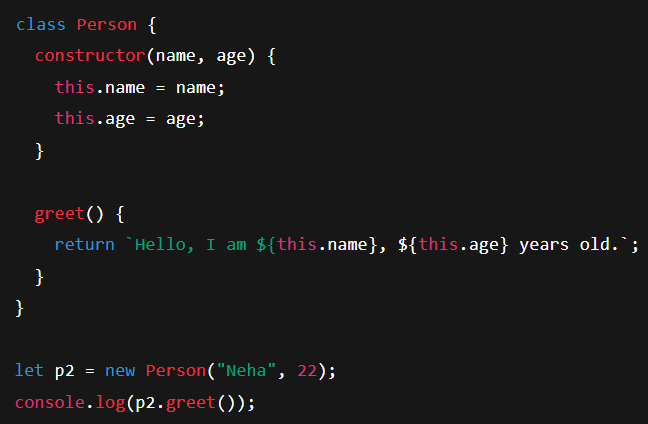 class Person {
  constructor(name, age) {
    this.name = name;
    this.age = age;
  }

  greet() {
    return `Hello, I am ${this.name}, ${this.age} years old.`;
  }
}

let p2 = new Person("Neha", 22);
console.log(p2.greet());